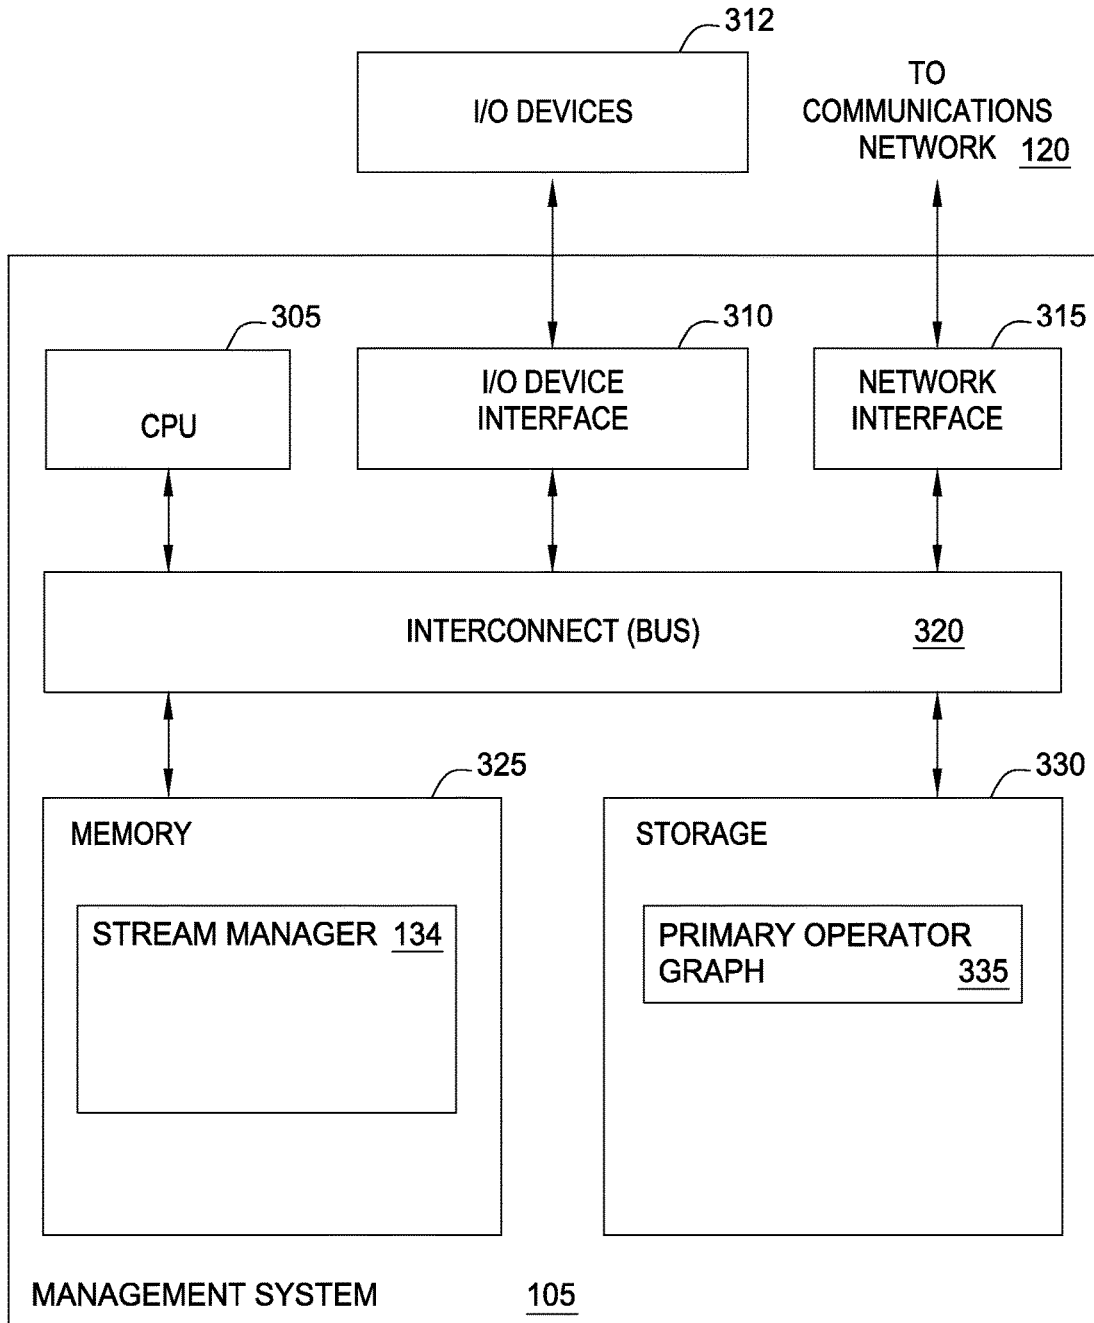 312
I/O DEVICES
TO
COMMUNICATIONS
NETWORK 120
305
310
315
CPU
I/O DEVICE
INTERFACE
NETWORK
INTERFACE
INTERCONNECT (BUS) 320
325
330
MEMORY
STORAGE
STREAM MANAGER 134
PRIMARY OPERATOR
GRAPH 335
MANAGEMENT SYSTEM 105